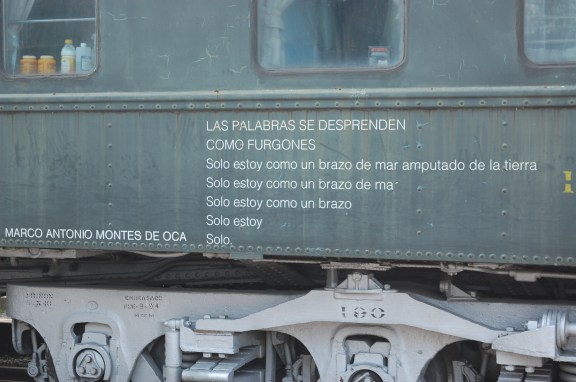 LAS PALABRAS SE DESPRENDEN
COMO FURGONES
Solo estoy como un brazo de mar amputado de la tierra
Solo estoy como un brazo de mar
Solo estoy como un brazo
Solo estoy
Solo.
MARCO ANTONIO MONTES DE OCA
160